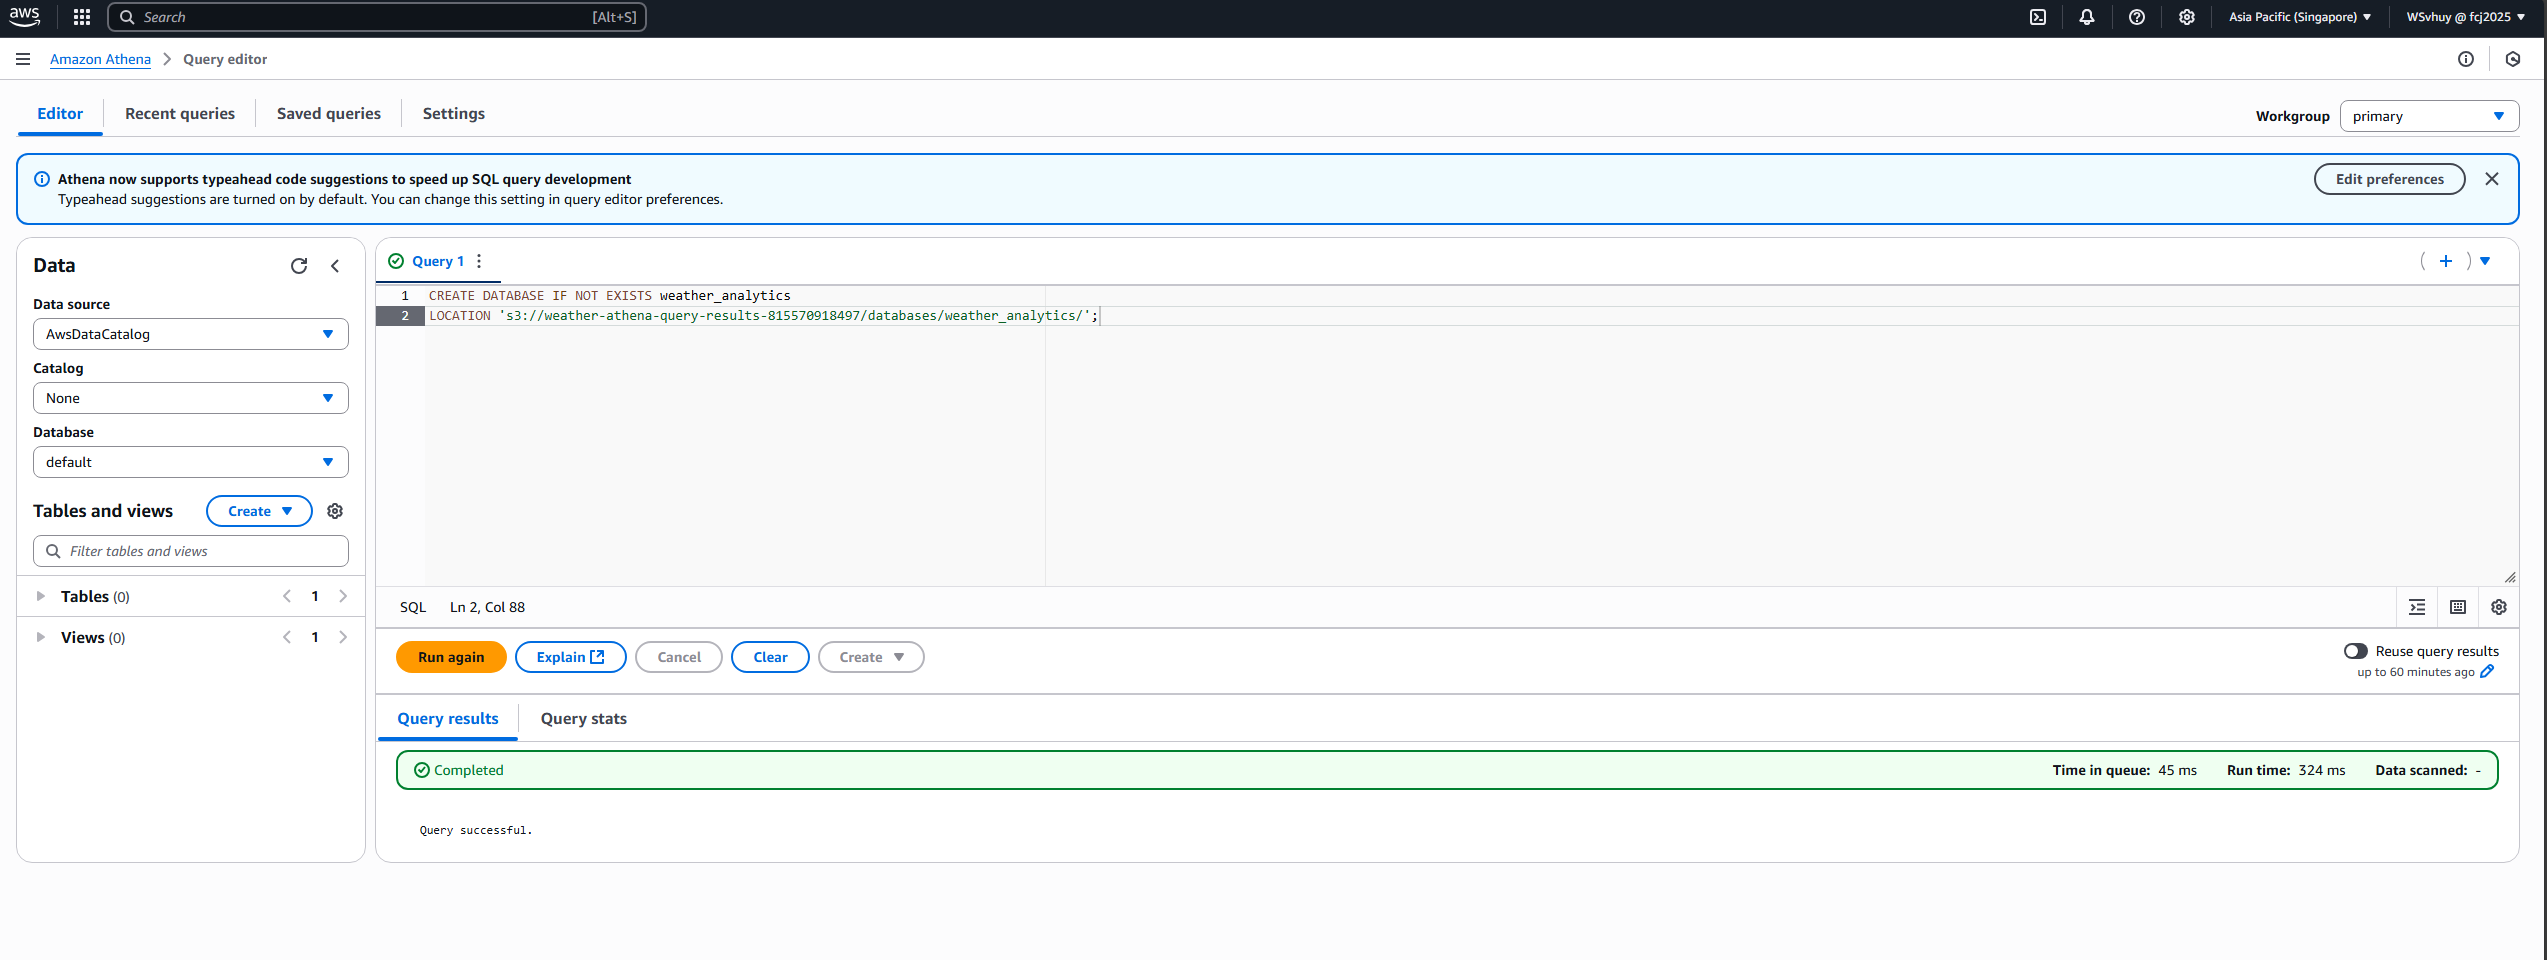 aws
Search [Alt+S]
Asia Pacific (Singapore) WSvhuy @ fcj2025
Amazon Athena Query editor
Editor Recent queries Saved queries Settings
Workgroup primary
Athena now supports typeahead code suggestions to speed up SQL query development
Typeahead suggestions are turned on by default. You can change this setting in query editor preferences.
Edit preferences
Data
Data source
AwsDataCatalog
Catalog
None
Database
default
Tables and views Create
Filter tables and views
Tables (0) 1
Views (0) 1
Query 1
1 CREATE DATABASE IF NOT EXISTS weather_analytics
2 LOCATION 's3://weather-athena-query-results-815570918497/databases/weather_analytics/';
SQL Ln 2, Col 88
Run again Explain Cancel Clear Create
Reuse query results
up to 60 minutes ago
Query results Query stats
Completed Time in queue: 45 ms Run time: 324 ms Data scanned: -
Query successful.